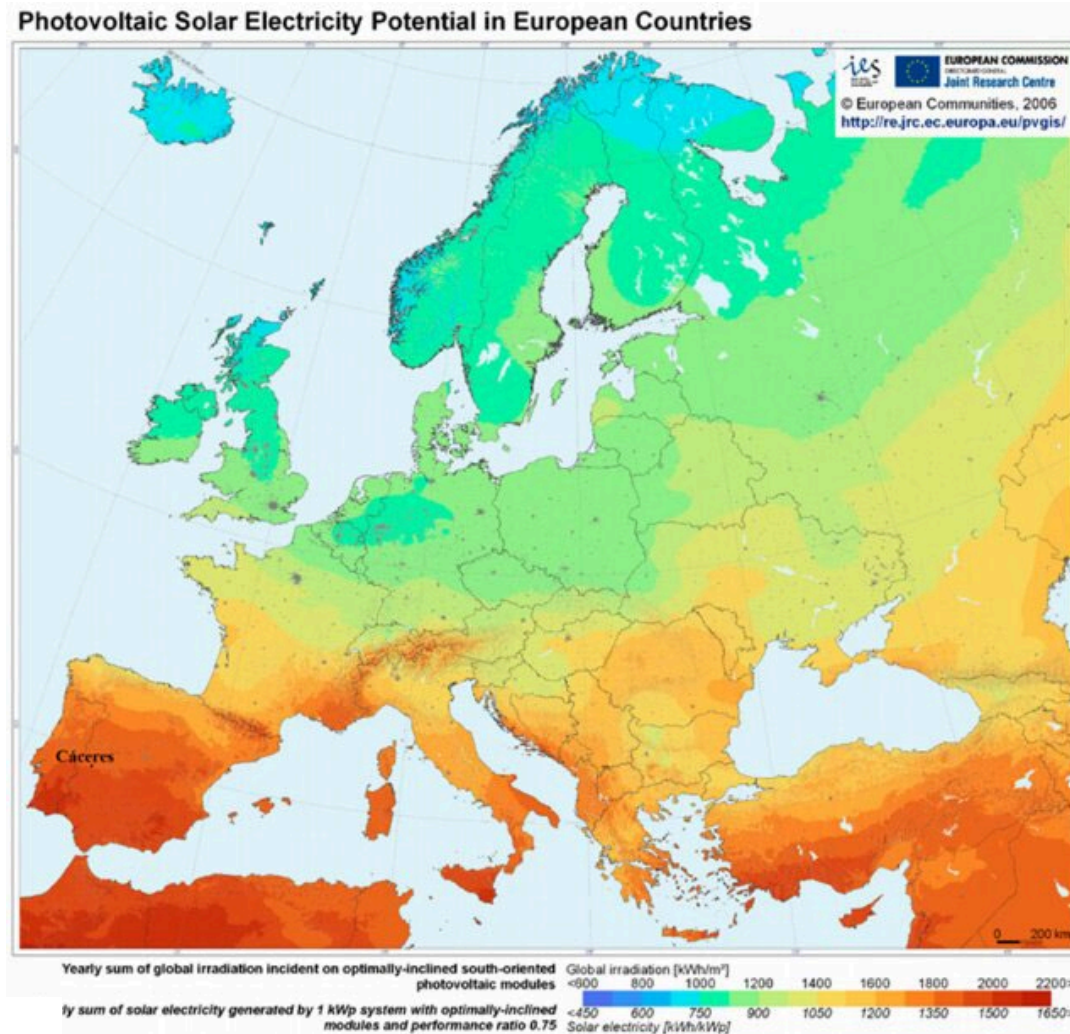 Photovoltaic Solar Electricity Potential in European Countries
ies
EUROPEAN COMMISSION
DIRECTORATE GENERAL
Joint Research Centre
© European Communities, 2006
http://re.jrc.ec.europa.eu/pvgis/
Cáceres
0 200 km
Yearly sum of global irradiation incident on optimally-inclined south-oriented
photovoltaic modules
ly sum of solar electricity generated by 1 kWp system with optimally-inclined
modules and performance ratio 0.75
Global irradiation [kWh/m²]
<600 800 1000 1200 1400 1600 1800 2000 2200>
<450 600 750 900 1050 1200 1350 1500 1650>
Solar electricity [kWh/kWp]